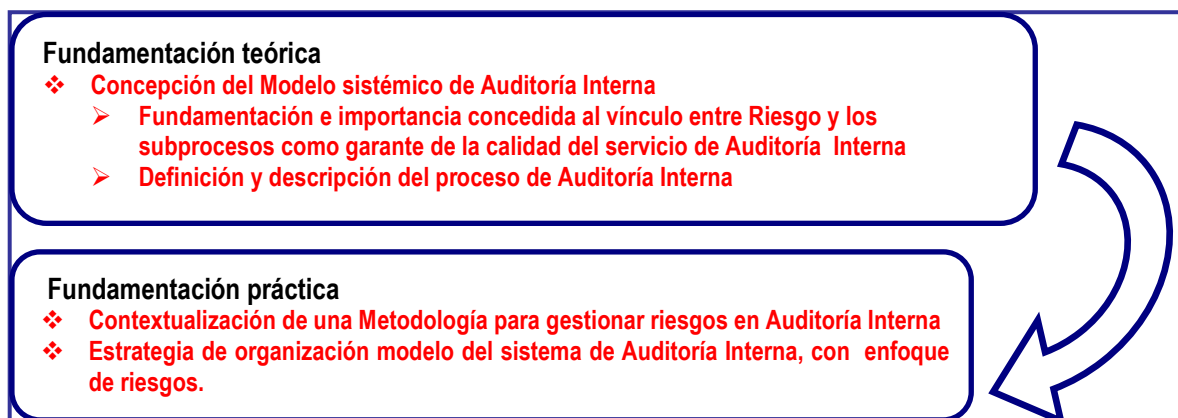 Fundamentación teórica
❖ Concepción del Modelo sistémico de Auditoría Interna
➢ Fundamentación e importancia concedida al vínculo entre Riesgo y los
subprocesos como garante de la calidad del servicio de Auditoría Interna
➢ Definición y descripción del proceso de Auditoría Interna
Fundamentación práctica
❖ Contextualización de una Metodología para gestionar riesgos en Auditoría Interna
❖ Estrategia de organización modelo del sistema de Auditoría Interna, con enfoque
de riesgos.